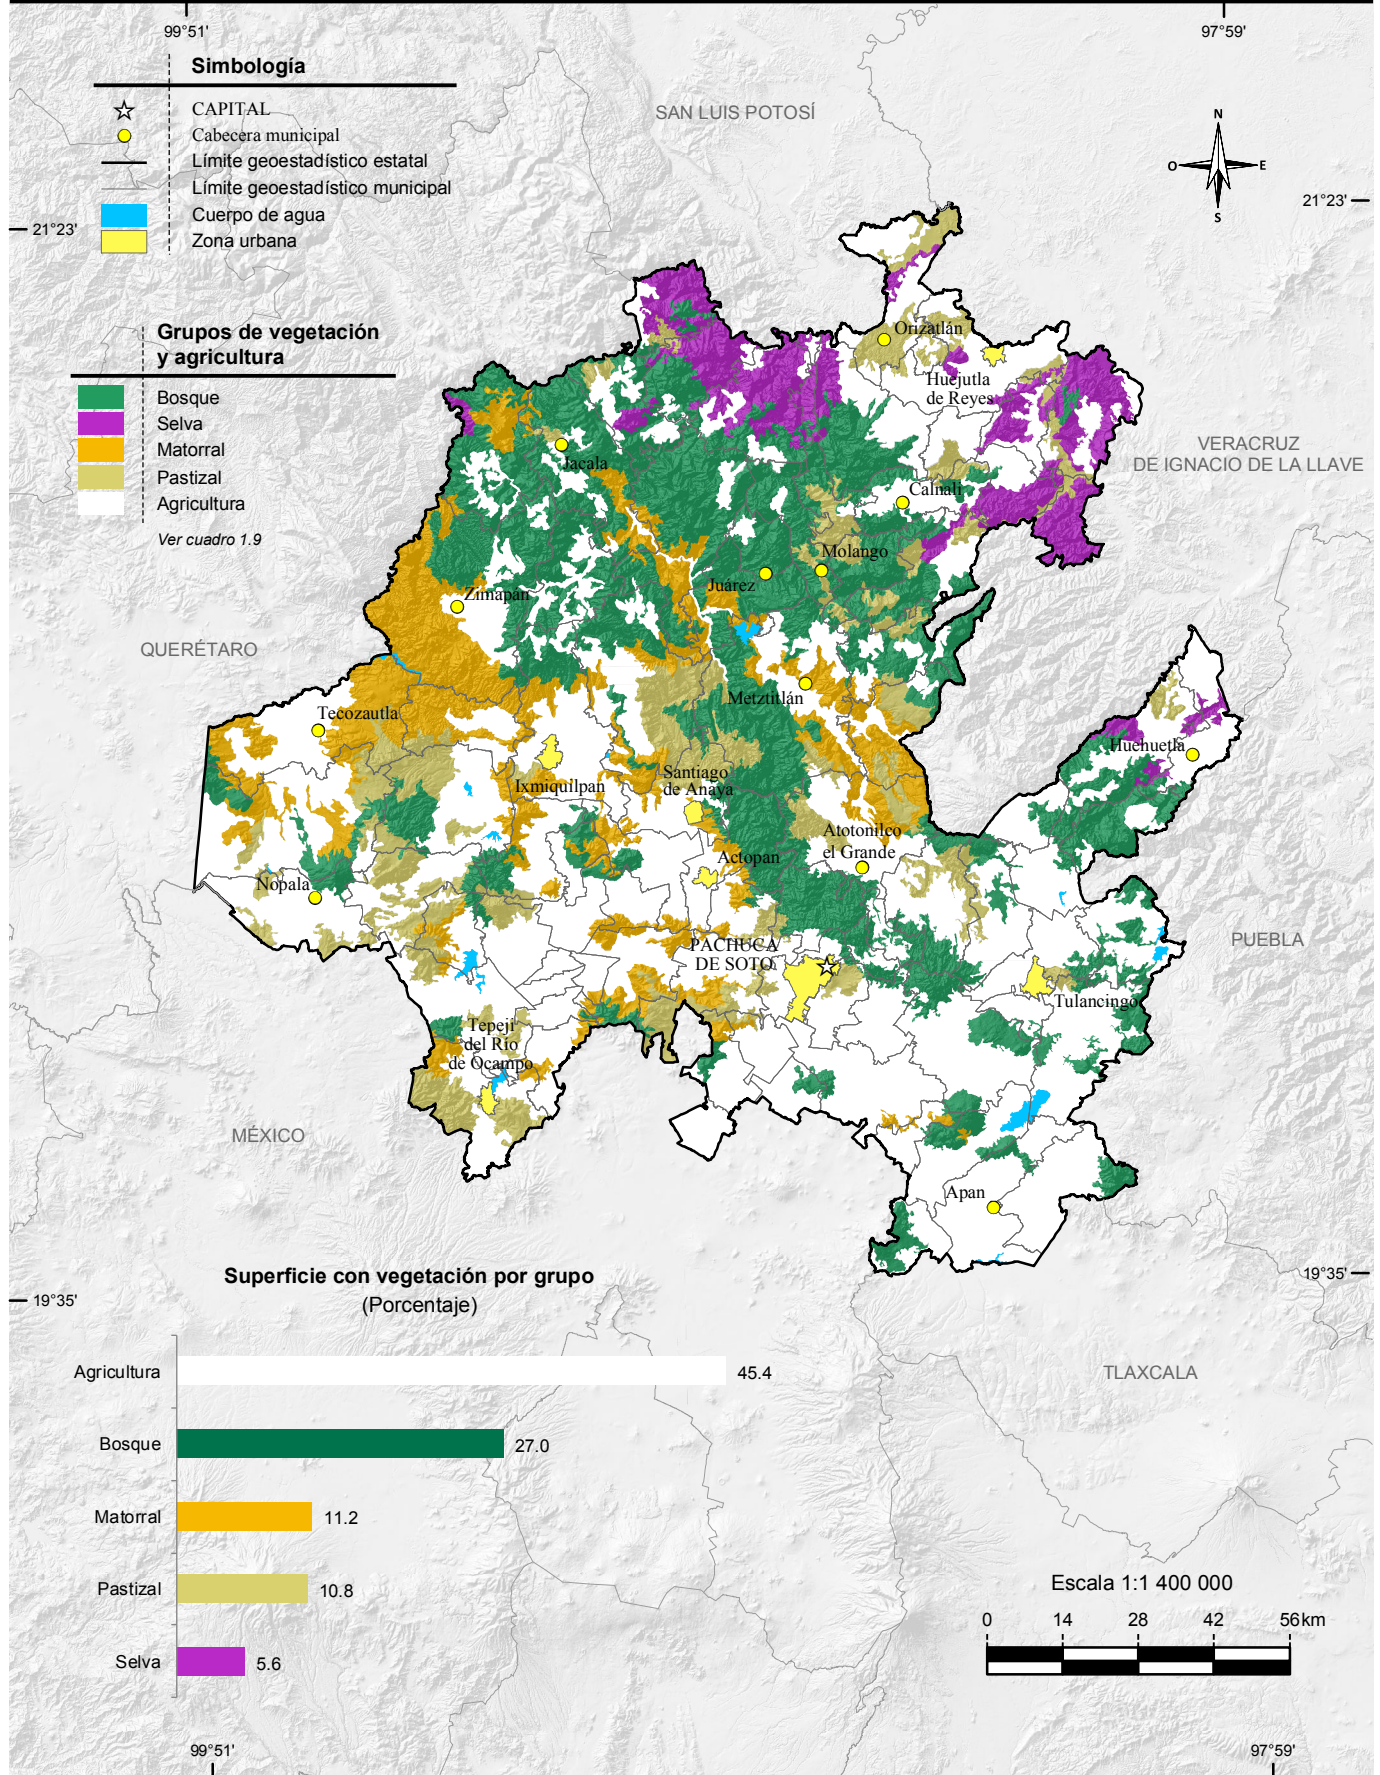 99°51'
97°59'
Simbología
CAPITAL
Cabecera municipal
Límite geoestadístico estatal
Límite geoestadístico municipal
Cuerpo de agua
Zona urbana
SAN LUIS POTOSÍ
N
O
E
S
21°23'
21°23'
Grupos de vegetación
y agricultura
Bosque
Selva
Matorral
Pastizal
Agricultura
Ver cuadro 1.9
Orizatlán
Huejutla
de Reyes
VERACRUZ
DE IGNACIO DE LA LLAVE
Jacala
Calnali
Molango
Juárez
Zimapán
QUERÉTARO
Metztitlán
Tecozautla
Huehuetla
Ixmiquilpan
Santiago
de Anaya
Atotonilco
el Grande
Actopan
Nopala
PACHUCA
DE SOTO
PUEBLA
Tulancingo
Tepeji
del Río
de Ocampo
MÉXICO
Apan
19°35'
19°35'
Superficie con vegetación por grupo
(Porcentaje)
Agricultura
45.4
Bosque
27.0
Matorral
11.2
Pastizal
10.8
Selva
5.6
TLAXCALA
Escala 1:1 400 000
0 14 28 42 56 km
99°51'
97°59'